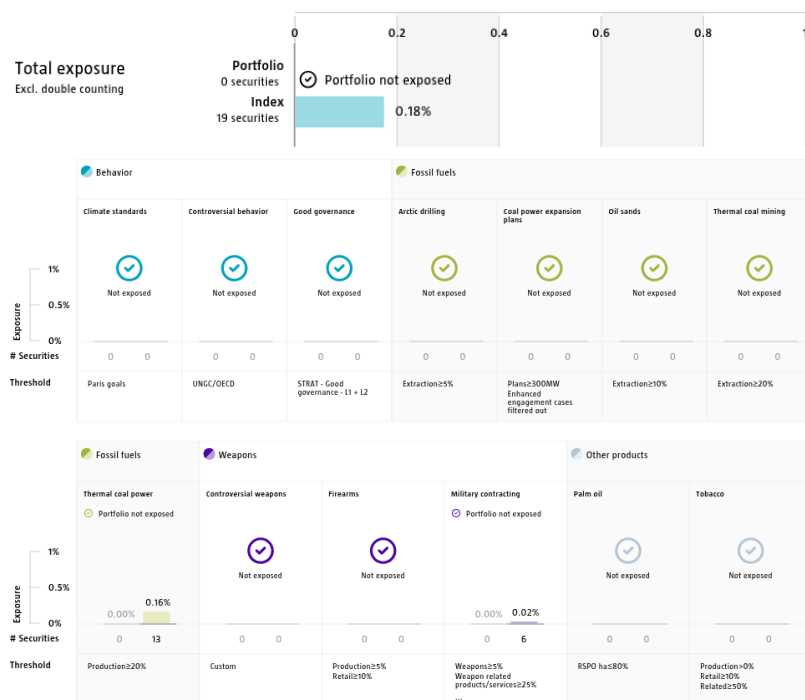 0 0.2 0.4 0.6 0.8 1
Total exposure
Excl. double counting
Portfolio
0 securities
Portfolio not exposed
Index
19 securities
0.18%
Behavior Fossil fuels
Climate standards Controversial behavior Good governance Arctic drilling Coal power expansion plans Oil sands Thermal coal mining
Not exposed Not exposed Not exposed Not exposed Not exposed Not exposed Not exposed
Exposure
1%
0.5%
0%
# Securities 0 0 0 0 0 0 0 0 0 0 0 0 0 0
Threshold
Paris goals
UNGC/OECD
STRAT - Good
governance - L1 + L2
Extraction≥5%
Plans≥300MW
Enhanced
engagement cases
filtered out
Extraction≥10%
Extraction≥20%
Fossil fuels Weapons Other products
Thermal coal power Controversial weapons Firearms Military contracting Palm oil Tobacco
Portfolio not exposed Portfolio not exposed
Not exposed Not exposed Not exposed Not exposed
Exposure
1%
0.5%
0%
0.00% 0.16% 0.00% 0.02%
# Securities 0 13 0 0 0 0 0 6 0 0 0 0
Threshold
Production≥20%
Custom
Production≥5%
Retail≥10%
Weapons≥5%
Weapon related
products/services≥25%
RSPO ha≤80%
Production>0%
Retail≥10%
Related≥50%